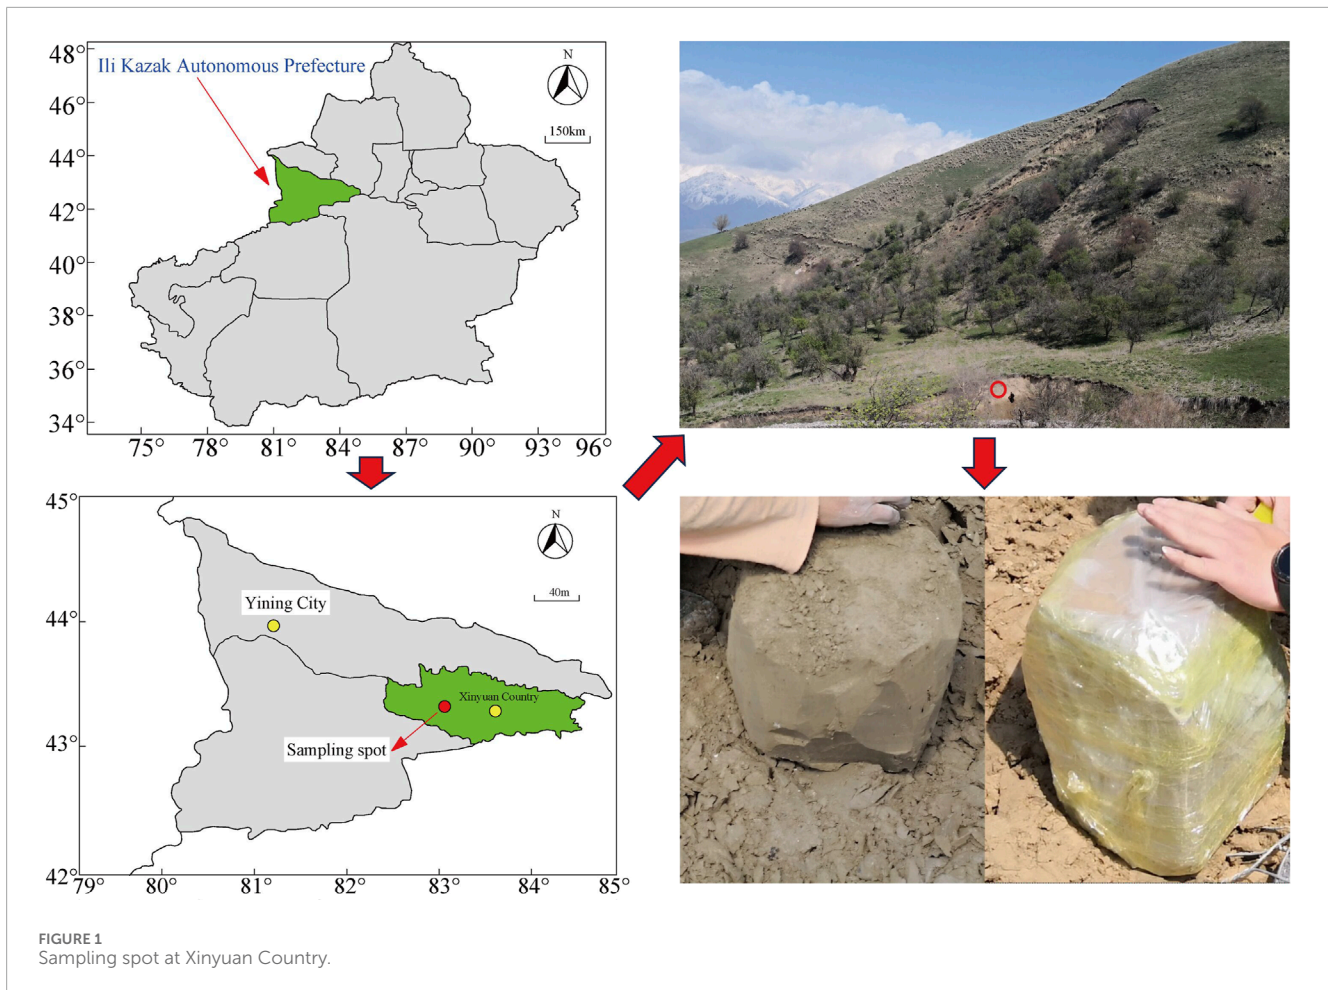 48°
46°
44°
42°
40°
38°
36°
34°
75°
78°
81°
84°
87°
90°
93°
96°
Ili Kazak Autonomous Prefecture
N
150km
45°
44°
43°
42°
79°
80°
81°
82°
83°
84°
85°
N
40m
Yining City
Xinyuan Country
Sampling spot
FIGURE 1
Sampling spot at Xinyuan Country.